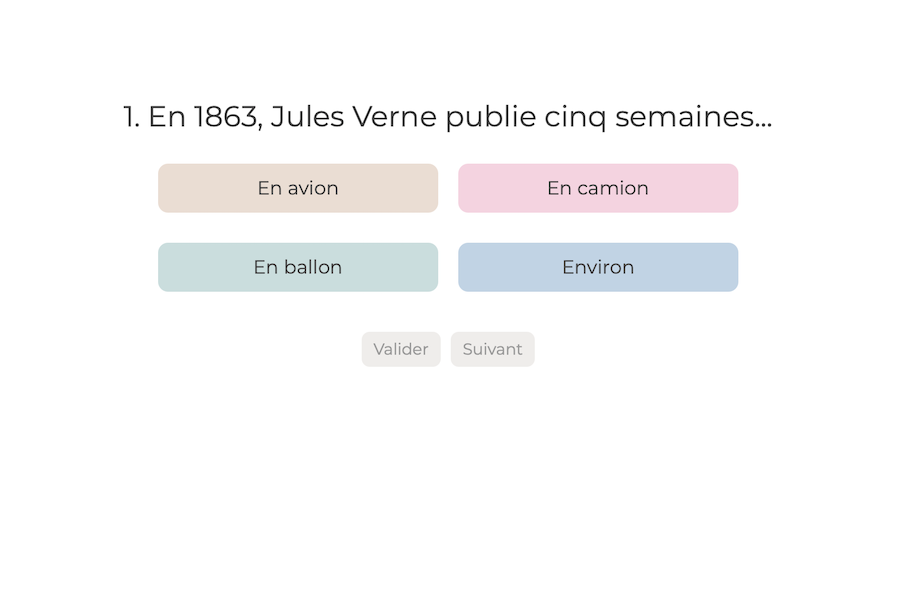 1. En 1863, Jules Verne publie cinq semaines...
En avion
En camion
En ballon
Environ
Valider
Suivant